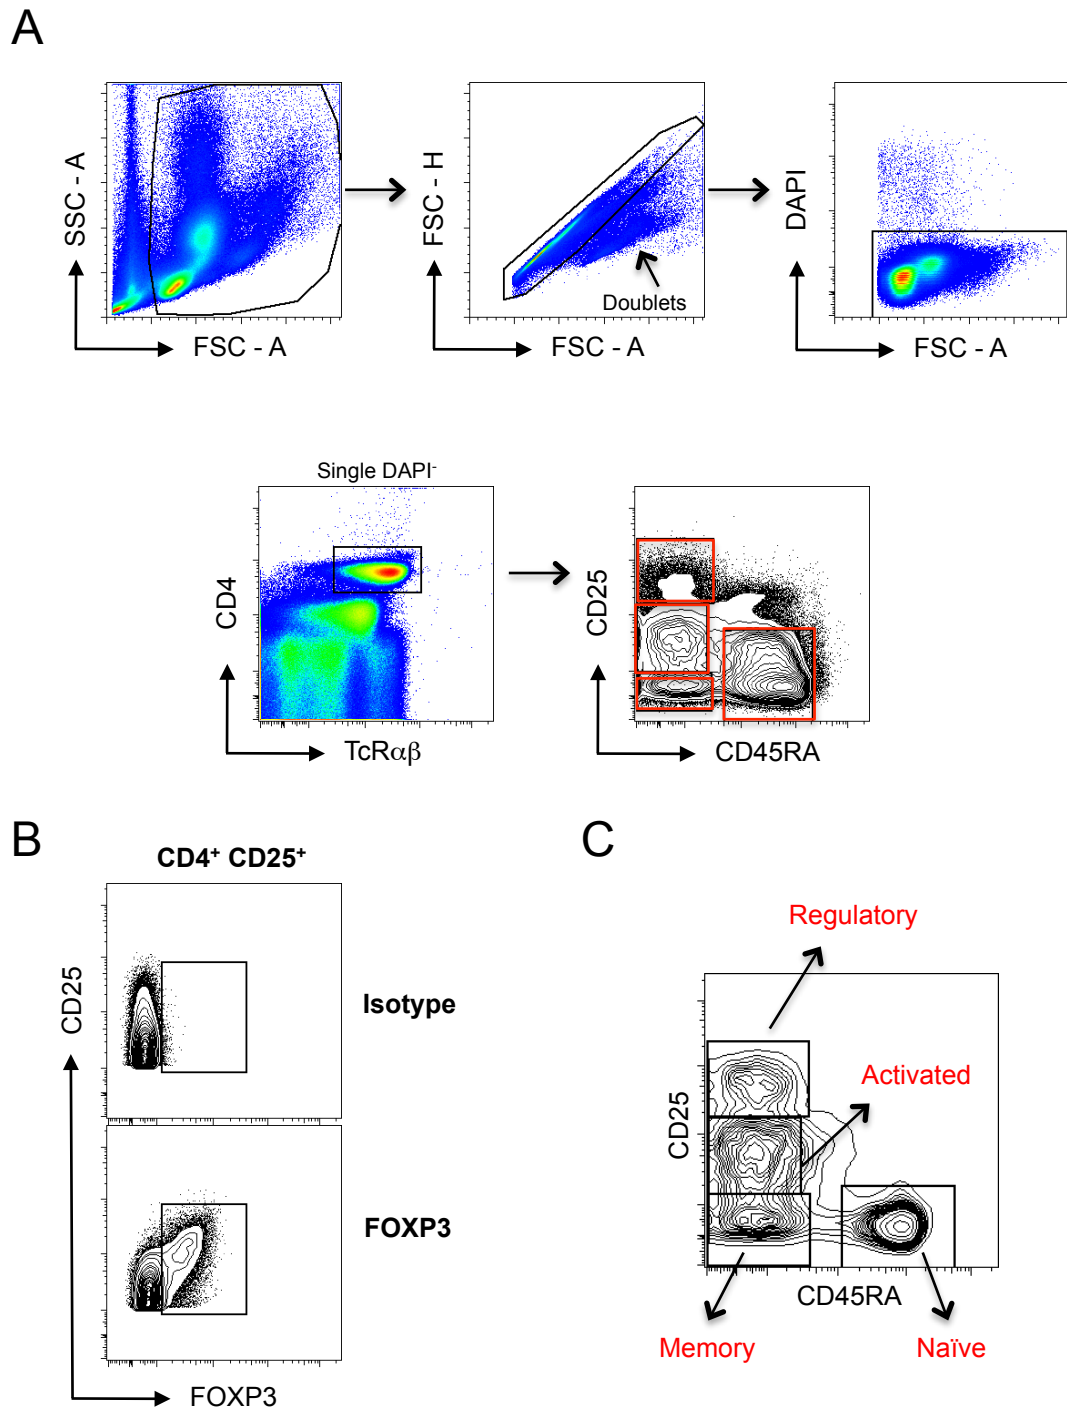 A
SSC - A
FSC - A
FSC - H
Doublets
FSC - A
DAPI
FSC - A
Single DAPI-
CD4
TcRαβ
CD25
CD45RA
B
CD4+ CD25+
CD25
Isotype
FOXP3
FOXP3
C
Regulatory
Activated
CD25
CD45RA
Memory
Naïve